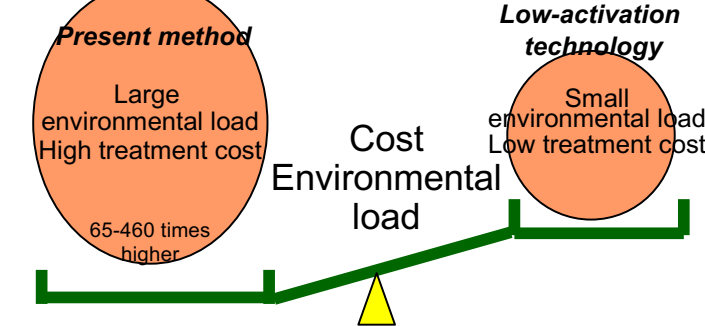 Present method
Large
environmental load
High treatment cost
65-460 times
higher
Cost
Environmental
load
Low-activation
technology
Small
environmental load
Low treatment cost